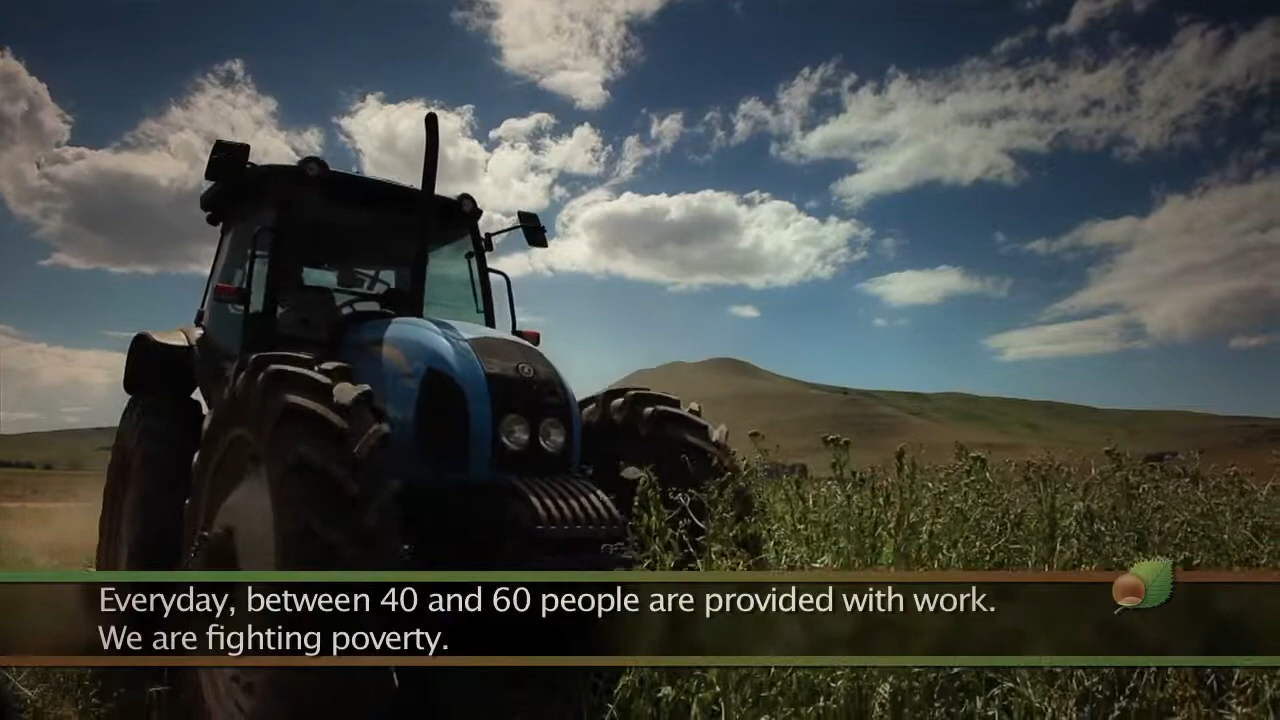 Everyday, between 40 and 60 people are provided with work.
We are fighting poverty.